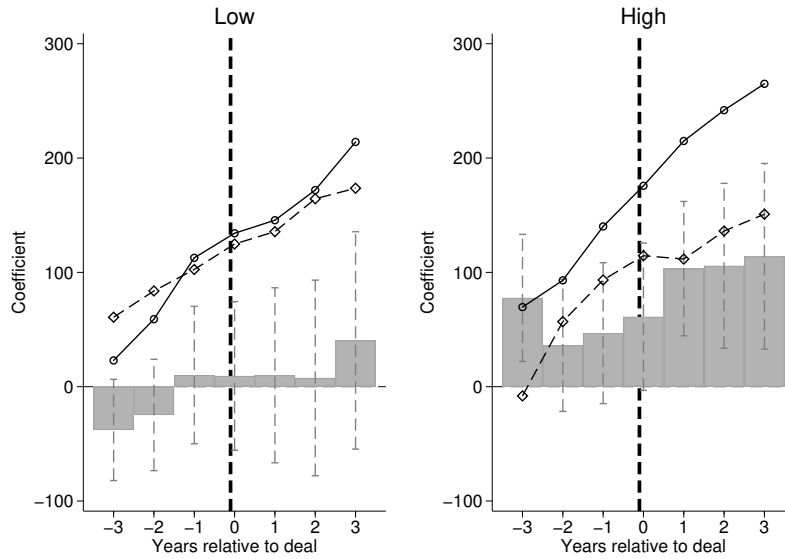 Low
High
Coefficient
300
200
100
0
−100
−3 −2 −1 0 1 2 3
Years relative to deal
Coefficient
300
200
100
0
−100
−3 −2 −1 0 1 2 3
Years relative to deal